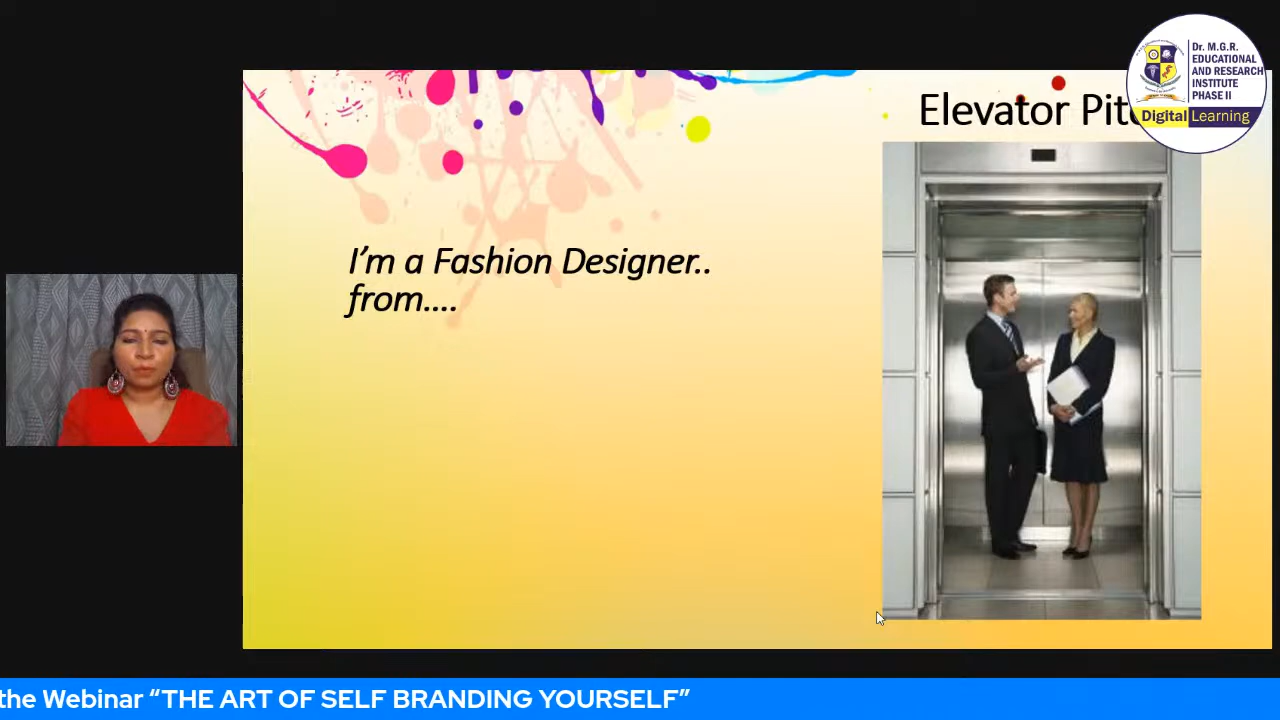 Elevator Pit
Dr. M.G.R.
EDUCATIONAL
AND RESEARCH
INSTITUTE
PHASE II
Digital Learning
I’m a Fashion Designer..
from....
the Webinar “THE ART OF SELF BRANDING YOURSELF”